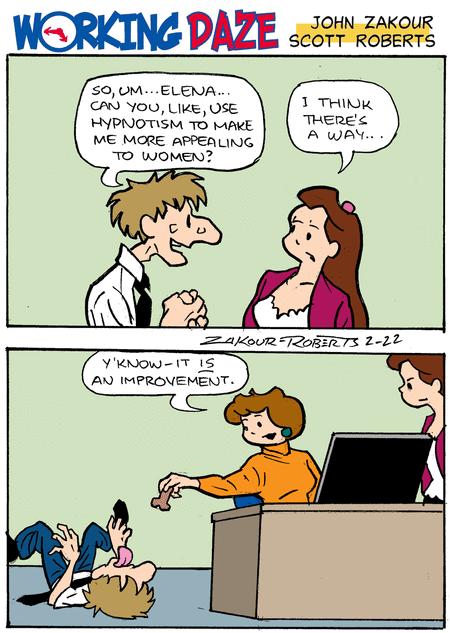 WORKING DAZE
JOHN ZAKOUR
SCOTT ROBERTS
SO, UM...ELENA...
CAN YOU, LIKE, USE
HYPNOTISM TO MAKE
ME MORE APPEALING
TO WOMEN?
I THINK
THERE'S
A WAY...
ZAKOUR-ROBERTS 2-22
Y'KNOW-IT IS
AN IMPROVEMENT.